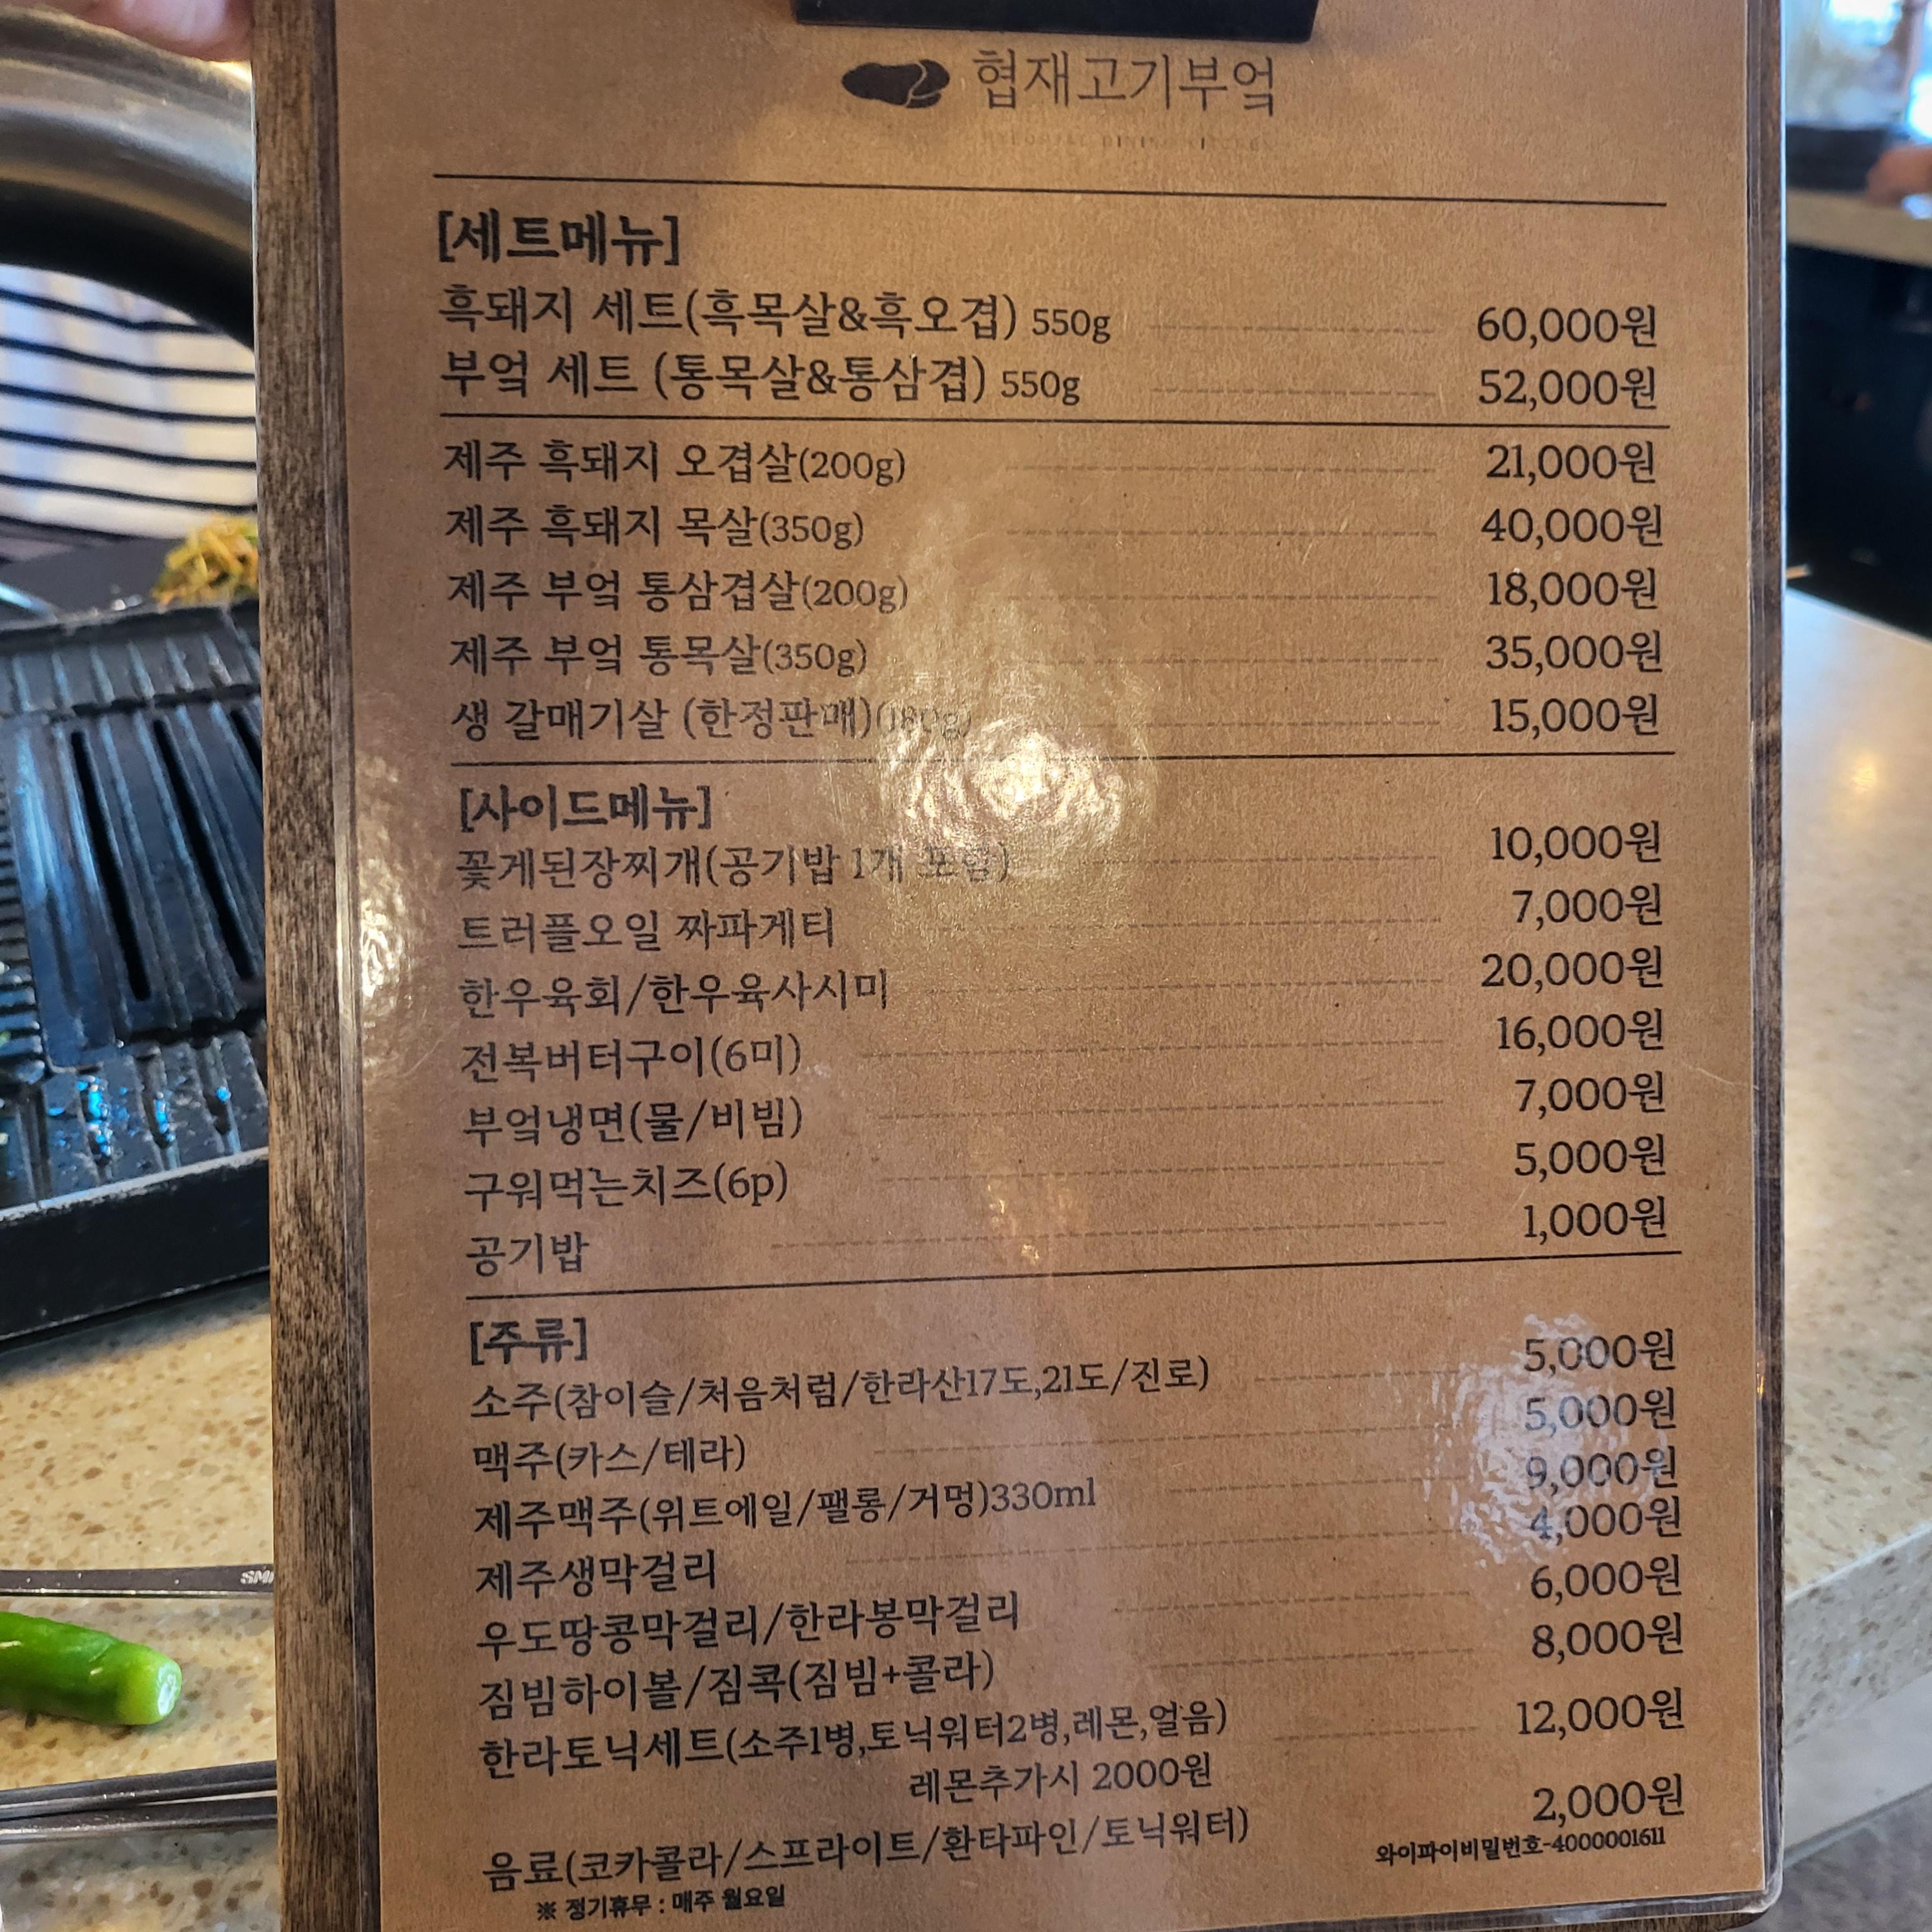 협재고기부엌
[세트메뉴]
흑돼지 세트(흑목살&흑오겹) 550g 60,000원
부엌 세트 (통목살&통삼겹) 550g 52,000원
제주 흑돼지 오겹살(200g) 21,000원
제주 흑돼지 목살(350g) 40,000원
제주 부엌 통삼겹살(200g) 18,000원
제주 부엌 통목살(350g) 35,000원
생 갈매기살 (한정판매)(180g) 15,000원
[사이드메뉴]
꽃게된장찌개(공기밥 1개 포함) 10,000원
트러플오일 짜파게티 7,000원
한우육회/한우육사시미 20,000원
전복버터구이(6미) 16,000원
부엌냉면(물/비빔) 7,000원
구워먹는치즈(6p) 5,000원
공기밥 1,000원
[주류]
소주(참이슬/처음처럼/한라산17도,21도/진로) 5,000원
맥주(카스/테라) 5,000원
제주맥주(위트에일/팰롱/거멍)330ml 9,000원
제주생막걸리 4,000원
우도땅콩막걸리/한라봉막걸리 6,000원
짐빔하이볼/짐콕(짐빔+콜라) 8,000원
한라토닉세트(소주1병,토닉워터2병,레몬,얼음) 12,000원
레몬추가시 2000원
음료(코카콜라/스프라이트/환타파인/토닉워터) 2,000원
와이파이비밀번호-4000001611
※ 정기휴무 : 매주 월요일